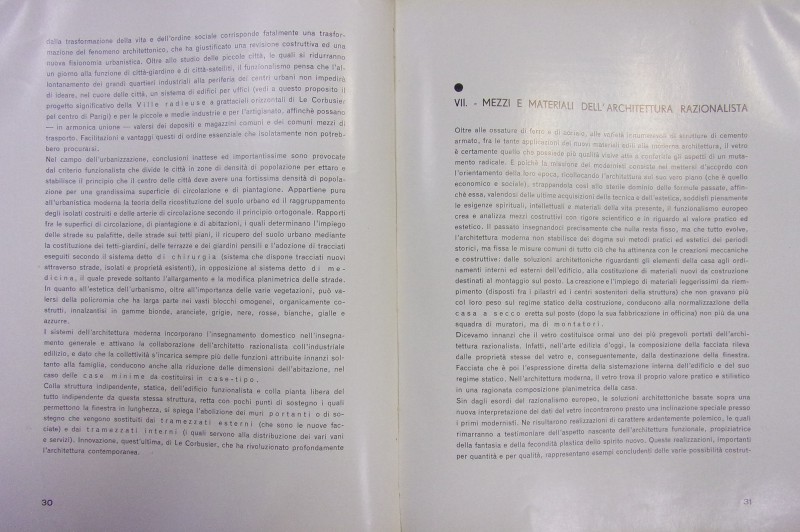 dalla trasformazione della vita e dell'ordine sociale corrisponde fatalmente una trasfor-
mazione del fenomeno architettonico, che ha giustificato una revisione costruttiva ed una
nuova fisionomia urbanistica. Oltre allo studio delle piccole città, le quali si ridurranno
un giorno alla funzione di città-giardino e di città-satelliti, il funzionalismo pensa che l'al-
lontanamento dei grandi quartieri industriali alla periferia dei centri urbani non impedirà
di ideare, nel cuore delle città, un sistema di edifici per uffici (vedi a questo proposito il
progetto significativo della Ville radieuse a grattacieli orizzontali di Le Corbusier
pel centro di Parigi) e per le piccole e medie industrie e per l'artigianato, affinchè possano
— in armonica unione — valersi dei depositi e magazzini comuni e dei comuni mezzi di
trasporto. Facilitazioni e vantaggi questi di ordine essenziale che isolatamente non potreb-
bero procurarsi.
Nel campo dell'urbanizzazione, conclusioni inattese ed importantissime sono provocate
dal criterio funzionalista che divide le città in zone di densità di popolazione per ettaro e
stabilisce il principio che il centro delle città deve avere una fortissima densità di popola-
zione per una grandissima superficie di circolazione e di piantagione. Appartiene pure
all'urbanistica moderna la teoria della ricostituzione del suolo urbano ed il raggruppamento
degli isolati costruiti e delle arterie di circolazione secondo il principio ortogonale. Rapporti
fra le superfici di circolazione, di piantagione e di abitazioni, i quali determinano l'impiego
delle strade su palafitte, delle strade sui tetti piani, il ricupero del suolo urbano mediante
la costituzione dei tetti-giardini, delle terrazze e dei giardini pensili e l'adozione di tracciati
eseguiti secondo il sistema detto di chirurgia (sistema che dispone tracciati nuovi
attraverso strade, isolati e proprietà esistenti), in opposizione al sistema detto di me-
dicina, il quale prevede soltanto l'allargamento e la modifica planimetrica delle strade.
In quanto all'estetica dell'urbanismo, oltre all'importanza delle varie vegetazioni, può va-
lersi della policromia che ha larga parte nei vasti blocchi omogenei, organicamente co-
struiti, innalzantisi in gamme bionde, aranciate, grigie, nere, rosse, bianche, gialle e
azzurre.
I sistemi dell'architettura moderna incorporano l'insegnamento domestico nell'insegna-
mento generale e attivano la collaborazione dell'architetto razionalista coll'industriale
edilizio, e dato che la collettività s'incarica sempre più delle funzioni attribuite innanzi sol-
tanto alla famiglia, conducono anche alla riduzione delle dimensioni dell'abitazione, nel
caso delle case minime da costituirsi in case-tipo.
Colla struttura indipendente, statica, dell'edificio funzionalista e colla pianta libera del
tutto indipendente da questa stessa struttura, retta con pochi punti di sostegno i quali
permettono la finestra in lunghezza, si spiega l'abolizione dei muri portanti o di so-
stegno che vengono sostituiti dai tramezzati esterni (che sono le nuove fac-
ciate) e dai tramezzati interni (i quali servono alla distribuzione dei vari vani
e servizi). Innovazione, quest'ultima, di Le Corbusier, che ha rivoluzionato profondamente
l'architettura contemporanea.
30
VII. - MEZZI E MATERIALI DELL'ARCHITETTURA RAZIONALISTA
Oltre alle ossature di ferro e di acciaio, alle svelte innumerevoli di strutture di cemento
armato, fra le tante applicazioni dei nuovi materiali utili alla moderna architettura, il vetro
è certamente quello che possiede più qualità vive atte a conferirle gli aspetti di un muta-
mento radicale. E poichè la missione dei modernisti consiste nel mettersi d'accordo con
l'orientamento della loro epoca, ricollocando l'architettura sul suo vero piano (che è quello
economico e sociale), strappandola così allo sterile dominio delle formule passate, affin-
chè essa, valendosi delle ultime acquisizioni della tecnica e dell'estetica, soddisfi pienamente
le esigenze spirituali, intellettuali e materiali della vita presente, il funzionalismo europeo
crea e analizza mezzi costruttivi con rigore scientifico e in riguardo al valore pratico ed
estetico. Il passato insegnandoci precisamente che nulla resta fisso, ma che tutto evolve,
l'architettura moderna non stabilisce dei dogmi sui metodi pratici ed estetici dei periodi
storici, ma fissa le misure comuni di tutto ciò che ha attinenza con le creazioni meccaniche
e costruttive: delle soluzioni architettoniche riguardanti gli elementi della casa agli ordi-
namenti interni ed esterni dell'edificio, alla costituzione di materiali nuovi da costruzione
destinati al montaggio sul posto. La creazione e l'impiego di materiali leggerissimi da riem-
pimento (disposti fra i pilastri ed i centri sostenitori della struttura) che non gravano più
col loro peso sul regime statico della costruzione, conducono alla normalizzazione della
casa a secco eretta sul posto (dopo la sua fabbricazione in officina) non più da una
squadra di muratori, ma di montatori.
Dicevamo innanzi che il vetro costituisce ormai uno dei più pregevoli portati dell'archi-
tettura razionalista. Infatti, nell'arte edilizia d'oggi, la composizione della facciata rileva
dalle proprietà stesse del vetro e, conseguentemente, dalla destinazione della finestra.
Facciata che è poi l'espressione diretta della sistemazione interna dell'edificio e del suo
regime statico. Nell'architettura moderna, il vetro trova il proprio valore pratico e stilistico
in una ragionata composizione planimetrica della casa.
Sin dagli esordi del razionalismo europeo, le soluzioni architettoniche basate sopra una
nuova interpretazione dei dati del vetro incontrarono presto una inclinazione speciale presso
i primi modernisti. Ne risultarono realizzazioni di carattere ardentemente polemico, le quali
rimarranno a testimoniare dell'aspetto nascente dell'architettura funzionale, propiziatrice
della fantasia e della fecondità plastica dello spirito nuovo. Queste realizzazioni, importanti
per quantità e per qualità, rappresentano esempi concludenti delle varie possibilità costrut-
31